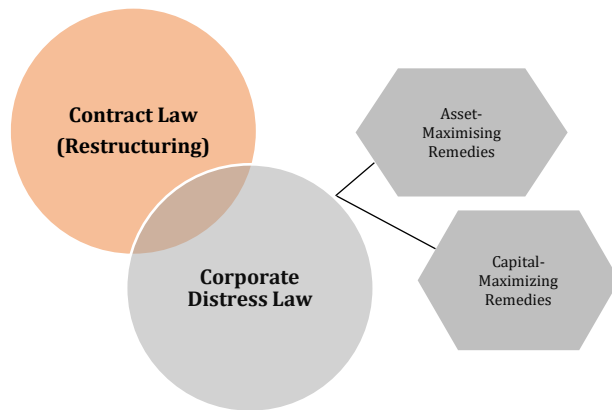 Contract Law
(Restructuring)
Asset-
Maximising
Remedies
Corporate
Distress Law
Capital-
Maximizing
Remedies